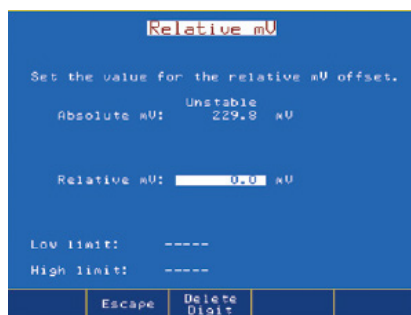 Relative mV
Set the value for the relative mV offset.
Unstable
Absolute mV: 229.8 mV
Relative mV: 0.0 mV
Low limit: -----
High limit: -----
Escape
Delete Digit